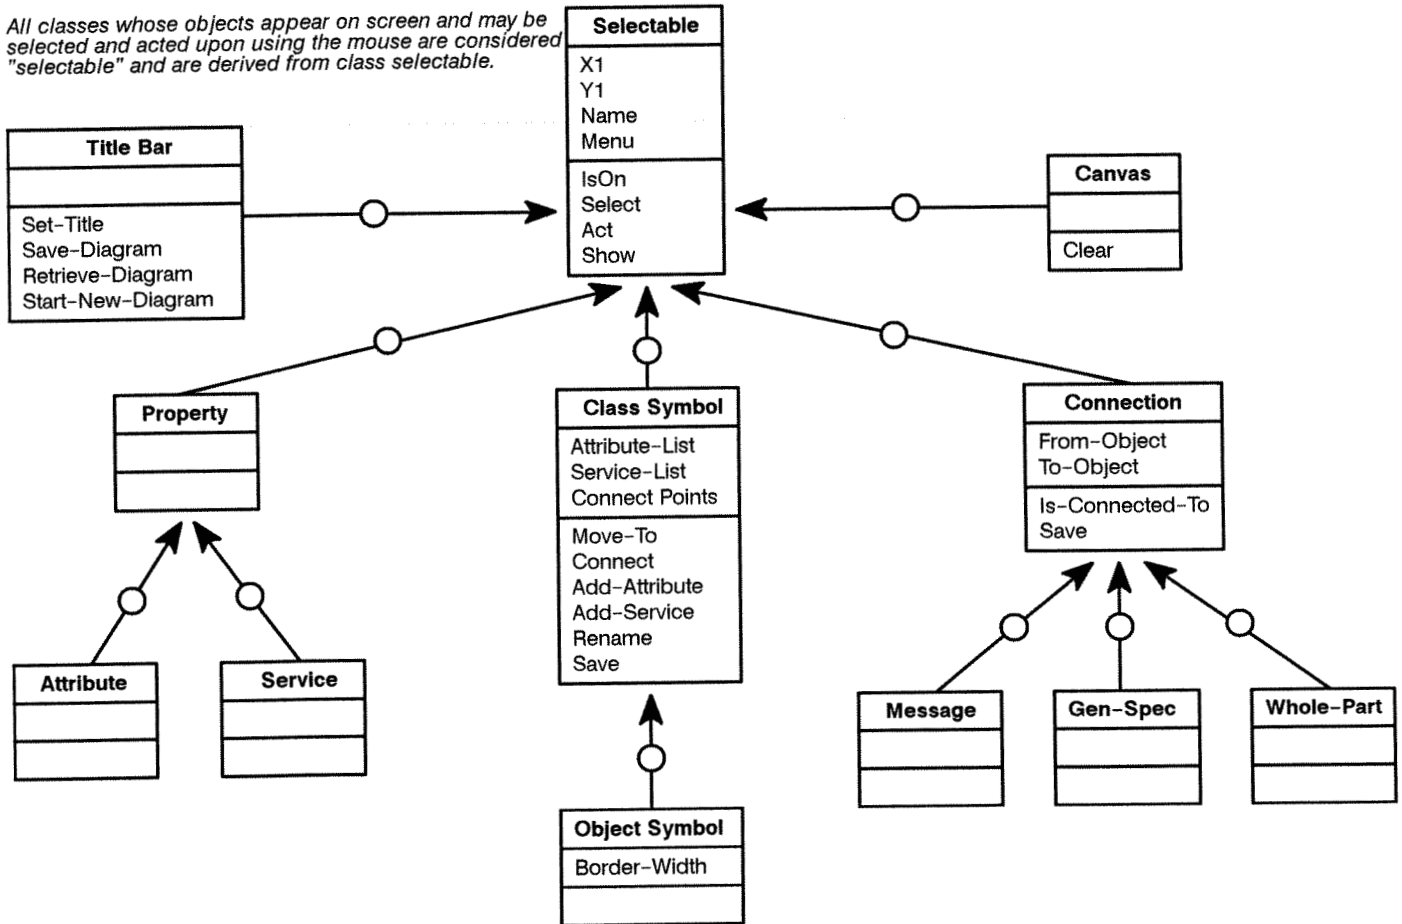 All classes whose objects appear on screen and may be
selected and acted upon using the mouse are considered
"selectable" and are derived from class selectable.
Selectable
X1
Y1
Name
Menu
IsOn
Select
Act
Show
Title Bar
Set-Title
Save-Diagram
Retrieve-Diagram
Start-New-Diagram
Canvas
Clear
Property
Class Symbol
Attribute-List
Service-List
Connect Points
Move-To
Connect
Add-Attribute
Add-Service
Rename
Save
Connection
From-Object
To-Object
Is-Connected-To
Save
Attribute
Service
Message
Gen-Spec
Whole-Part
Object Symbol
Border-Width